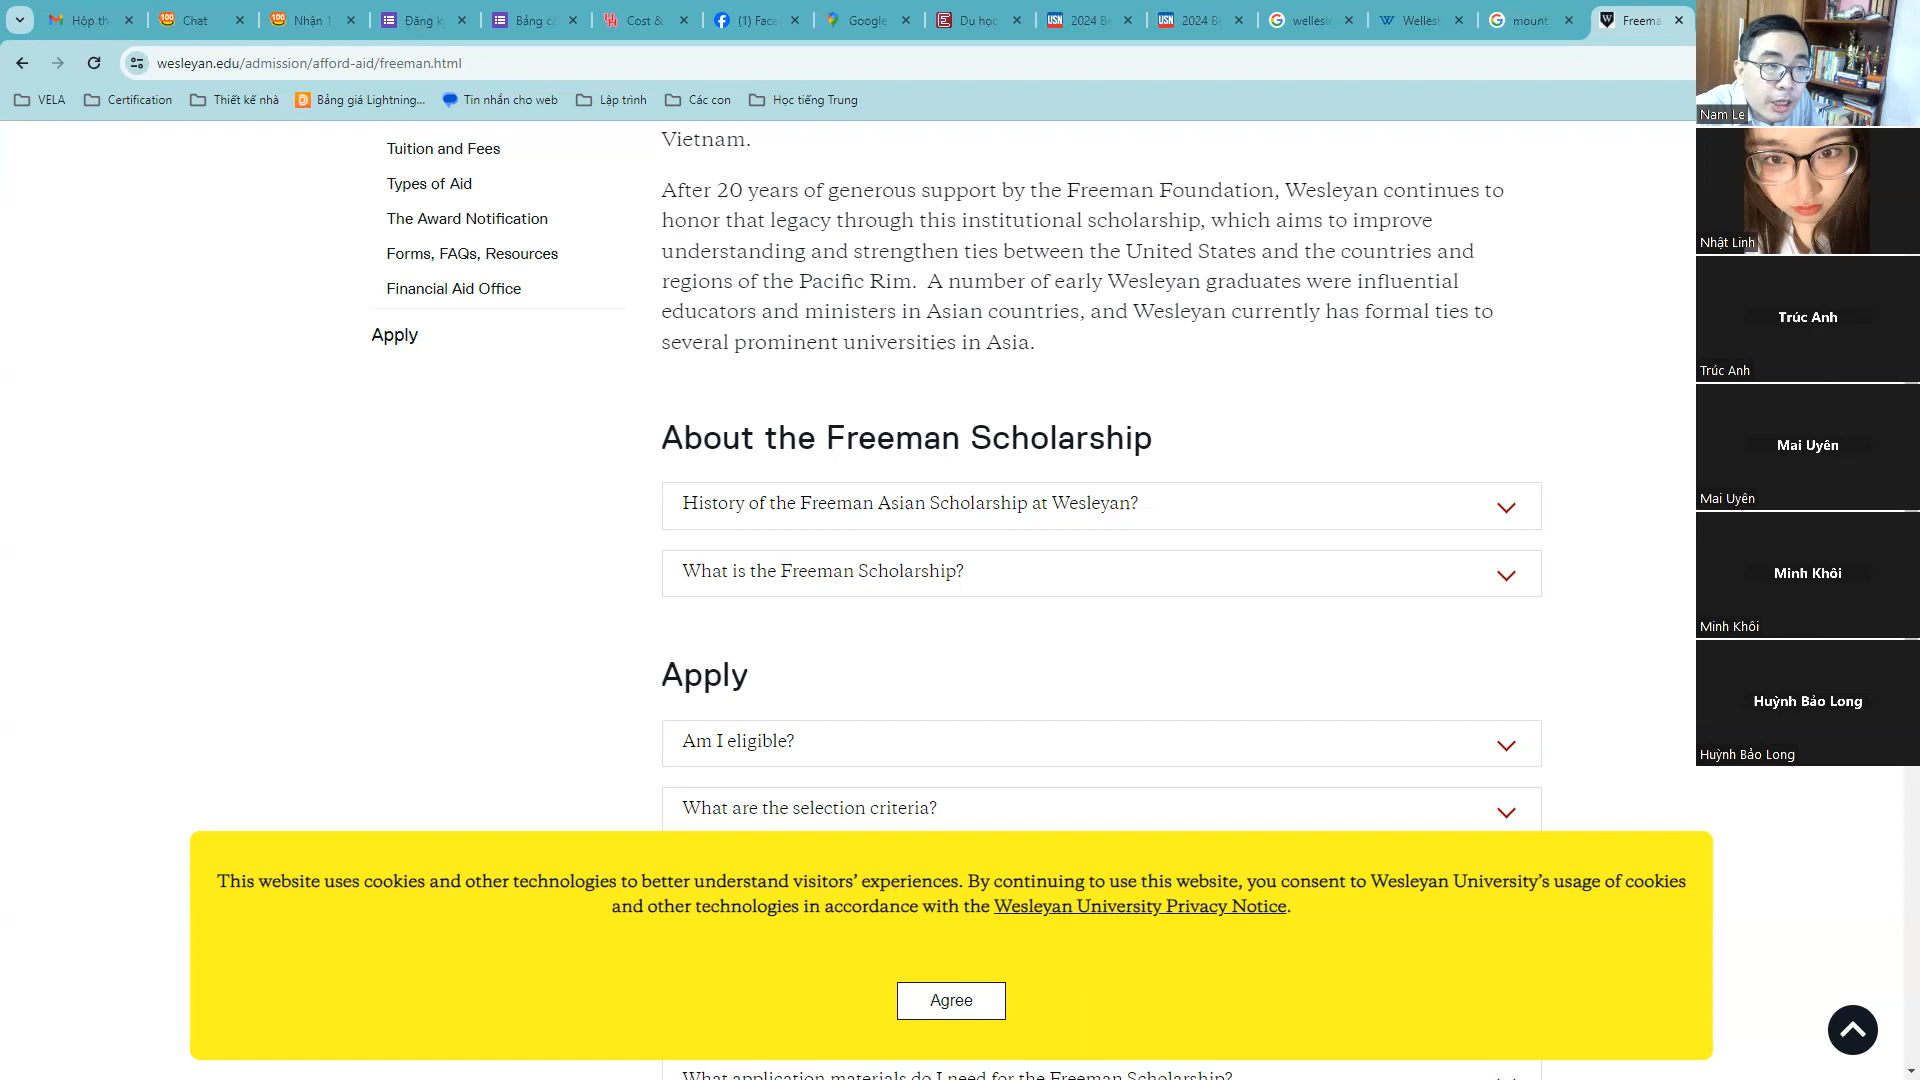 Hộp th
Chat
Nhận 1
Đăng k
Bảng c
Cost &
(1) Face
Google
Du học
2024 Be
2024 Be
wellesl
Welles
mount
Freema
wesleyan.edu/admission/afford-aid/freeman.html
VELA
Certification
Thiết kế nhà
Bảng giá Lightning...
Tin nhắn cho web
Lập trình
Các con
Học tiếng Trung
Tuition and Fees
Types of Aid
The Award Notification
Forms, FAQs, Resources
Financial Aid Office
Apply
Vietnam.
After 20 years of generous support by the Freeman Foundation, Wesleyan continues to
honor that legacy through this institutional scholarship, which aims to improve
understanding and strengthen ties between the United States and the countries and
regions of the Pacific Rim.  A number of early Wesleyan graduates were influential
educators and ministers in Asian countries, and Wesleyan currently has formal ties to
several prominent universities in Asia.
About the Freeman Scholarship
History of the Freeman Asian Scholarship at Wesleyan?
What is the Freeman Scholarship?
Apply
Am I eligible?
What are the selection criteria?
This website uses cookies and other technologies to better understand visitors’ experiences. By continuing to use this website, you consent to Wesleyan University’s usage of cookies
and other technologies in accordance with the Wesleyan University Privacy Notice.
Agree
What application materials do I need for the Freeman Scholarship?
Nam Le
Nhật Linh
Trúc Anh
Trúc Anh
Mai Uyên
Mai Uyên
Minh Khôi
Minh Khôi
Huỳnh Bảo Long
Huỳnh Bảo Long